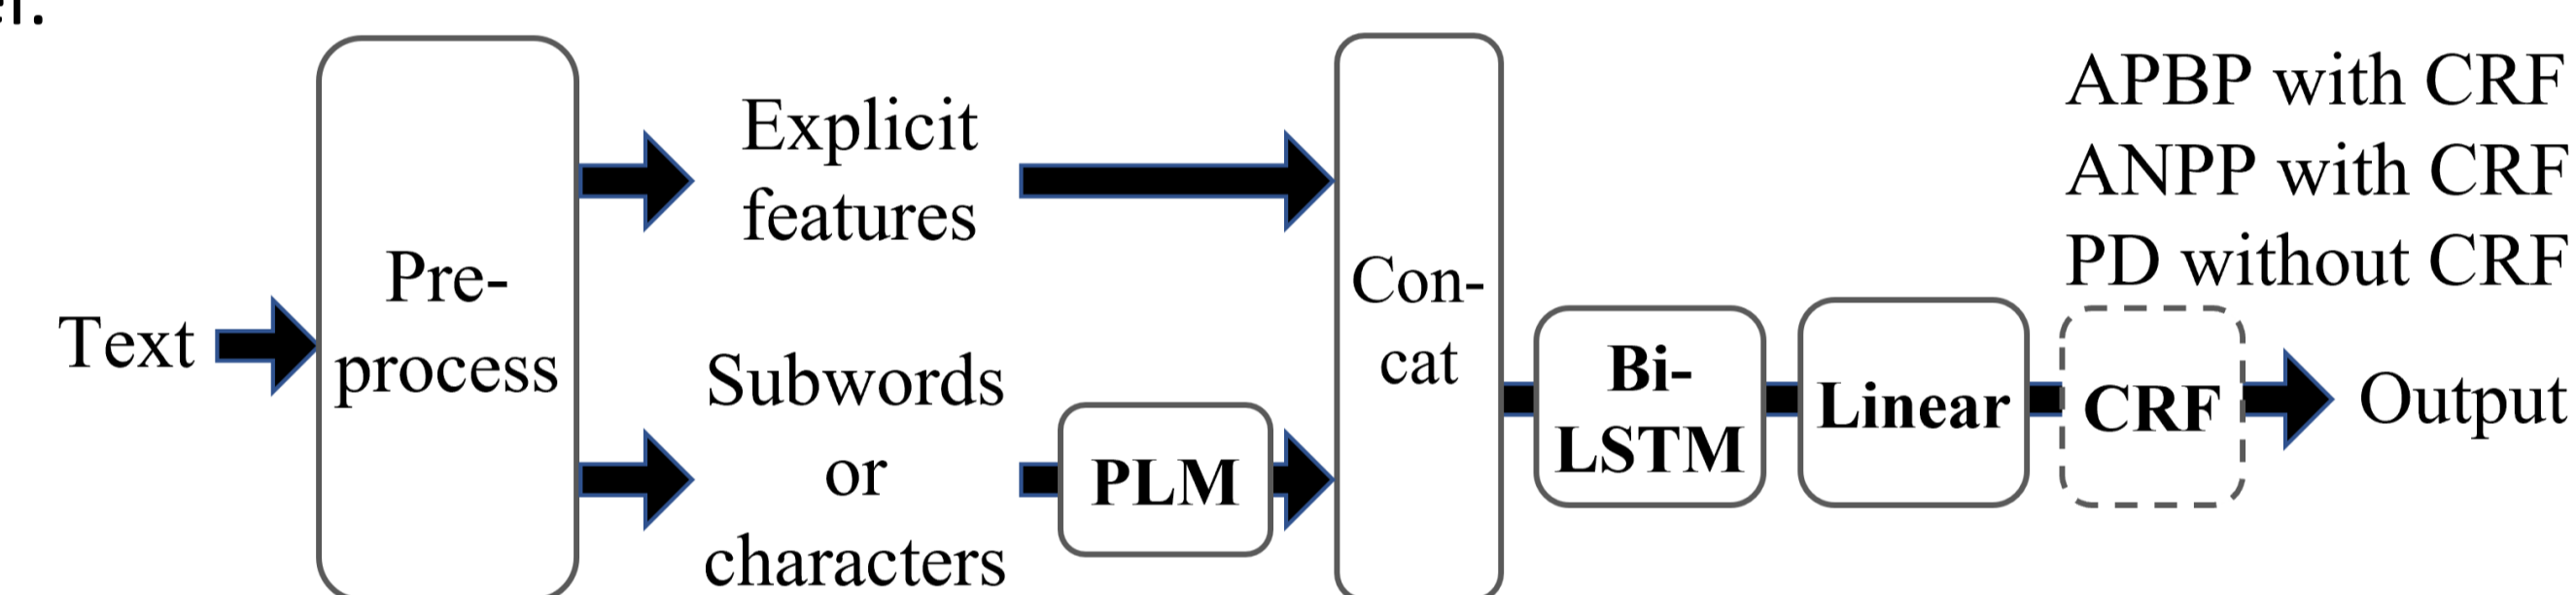 er.
Text
Pre-
process
Explicit
features
Subwords
or
characters
PLM
Con-
cat
Bi-
LSTM
Linear
APBP with CRF
ANPP with CRF
PD without CRF
CRF
Output